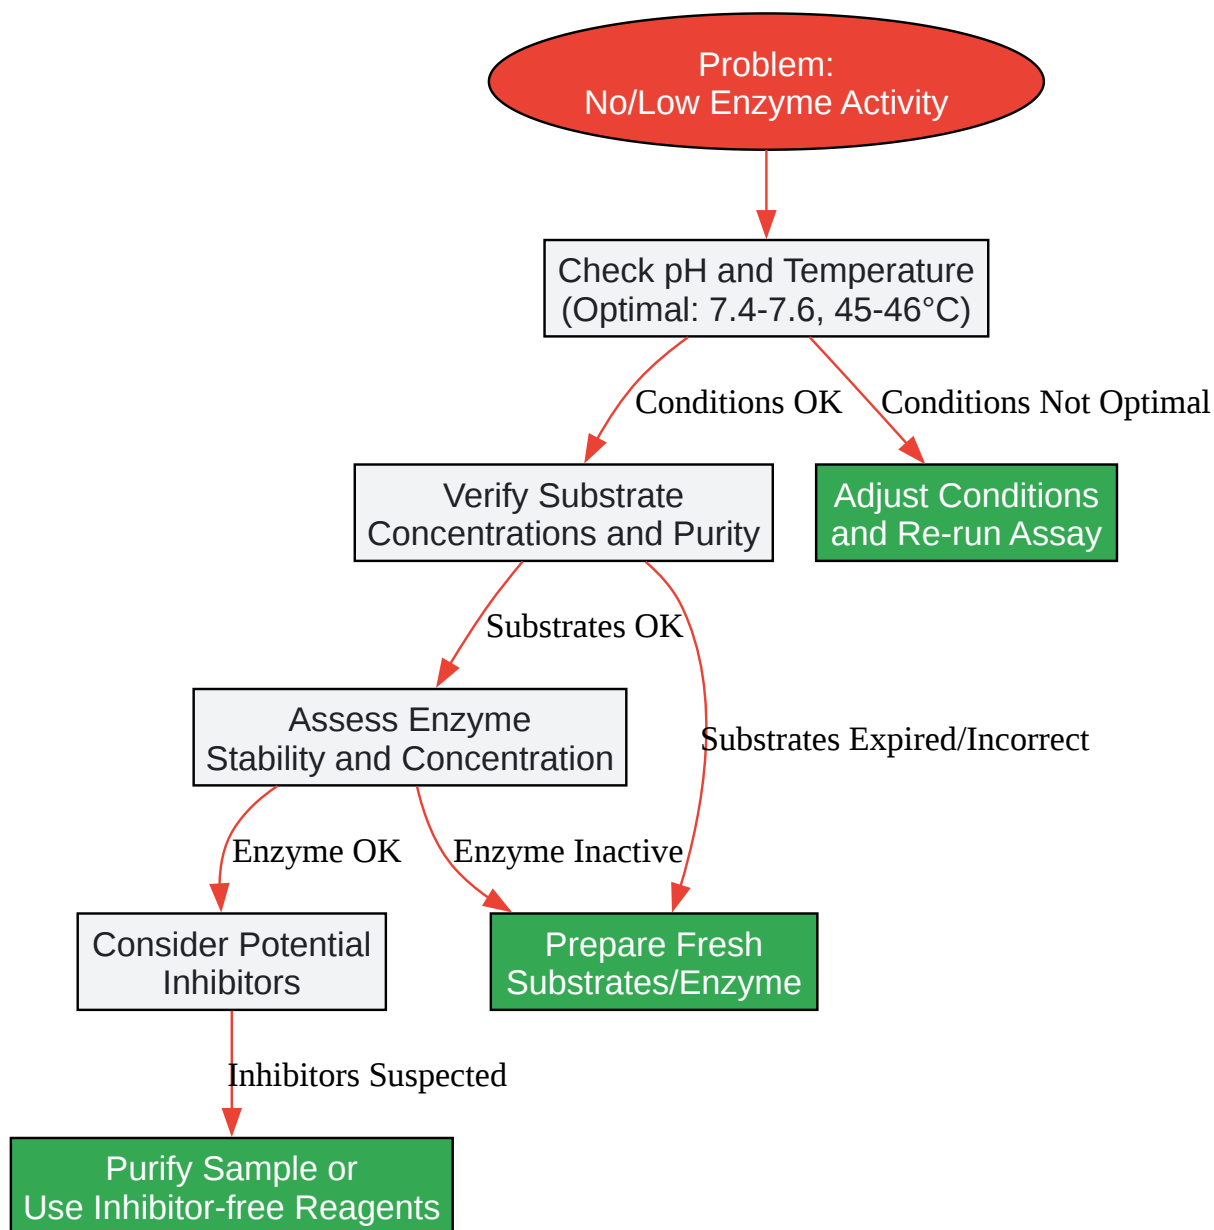 Problem:
No/Low Enzyme Activity
Check pH and Temperature
(Optimal: 7.4-7.6, 45-46°C)
Conditions OK
Conditions Not Optimal
Verify Substrate
Concentrations and Purity
Adjust Conditions
and Re-run Assay
Substrates OK
Assess Enzyme
Stability and Concentration
Substrates Expired/Incorrect
Enzyme OK
Enzyme Inactive
Consider Potential
Inhibitors
Prepare Fresh
Substrates/Enzyme
Inhibitors Suspected
Purify Sample or
Use Inhibitor-free Reagents